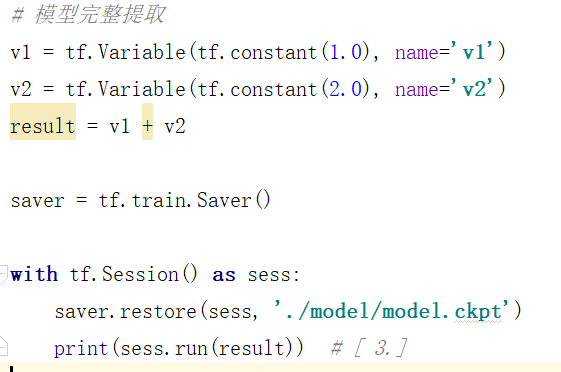 # 模型完整提取
v1 = tf.Variable(tf.constant(1.0), name='v1')
v2 = tf.Variable(tf.constant(2.0), name='v2')
result = v1 + v2
saver = tf.train.Saver()
with tf.Session() as sess:
saver.restore(sess, './model/model.ckpt')
print(sess.run(result))  # [ 3.]